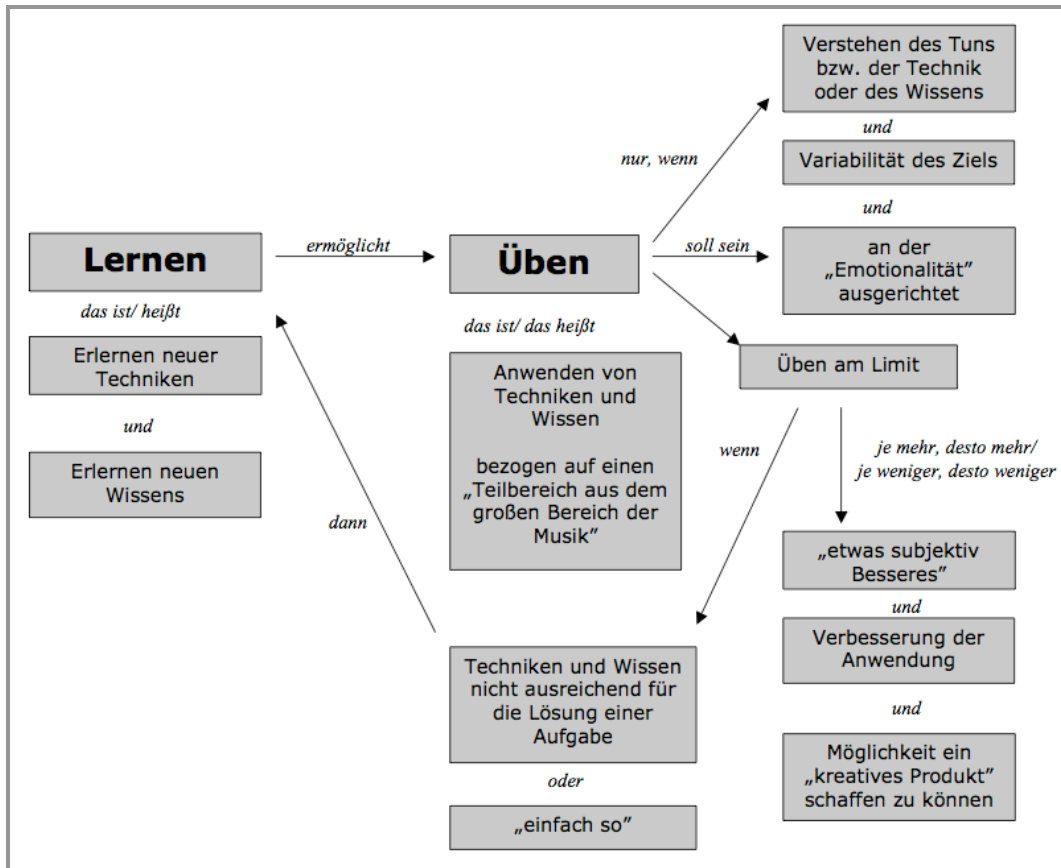 Lernen
das ist/ heißt
Erlernen neuer
Techniken
und
Erlernen neuen
Wissens
ermöglicht
Üben
das ist/ das heißt
Anwenden von
Techniken und
Wissen
bezogen auf einen
„Teilbereich aus dem
großen Bereich der
Musik”
nur, wenn
Verstehen des Tuns
bzw. der Technik
oder des Wissens
und
Variabilität des Ziels
und
soll sein
an der
„Emotionalität”
ausgerichtet
Üben am Limit
je mehr, desto mehr/
je weniger, desto weniger
„etwas subjektiv
Besseres”
und
Verbesserung der
Anwendung
und
Möglichkeit ein
„kreatives Produkt”
schaffen zu können
wenn
Techniken und Wissen
nicht ausreichend für
die Lösung einer
Aufgabe
oder
„einfach so”
dann